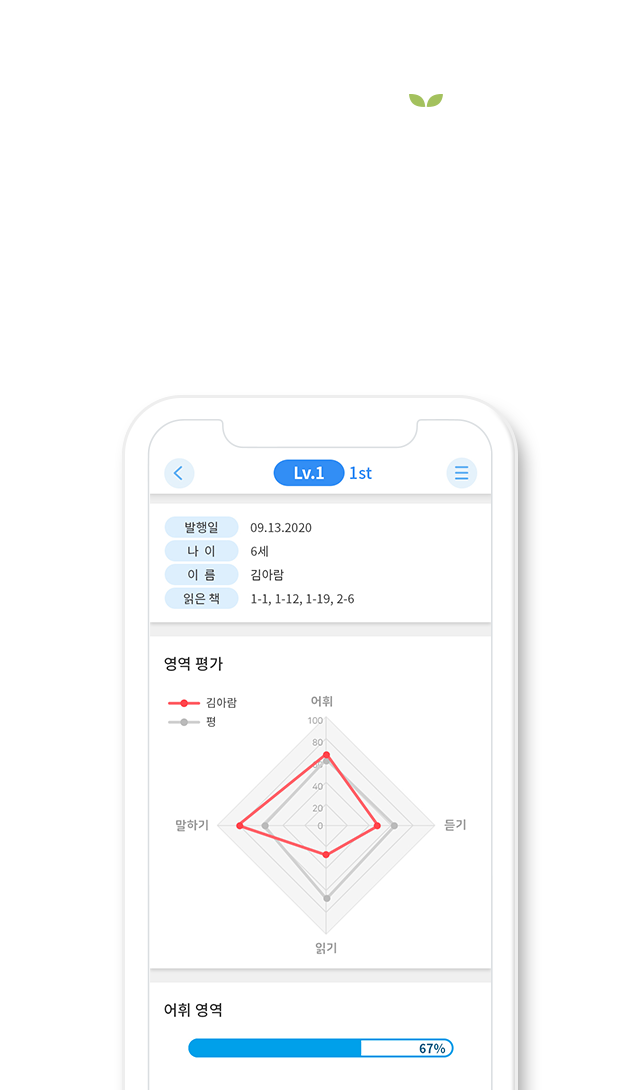 Lv.1 1st
발행일 09.13.2020
나 이 6세
이 름 김아람
읽은 책 1-1, 1-12, 1-19, 2-6
영역 평가
김아람
평
어휘
100
80
40
20
0
말하기
듣기
읽기
어휘 영역
67%